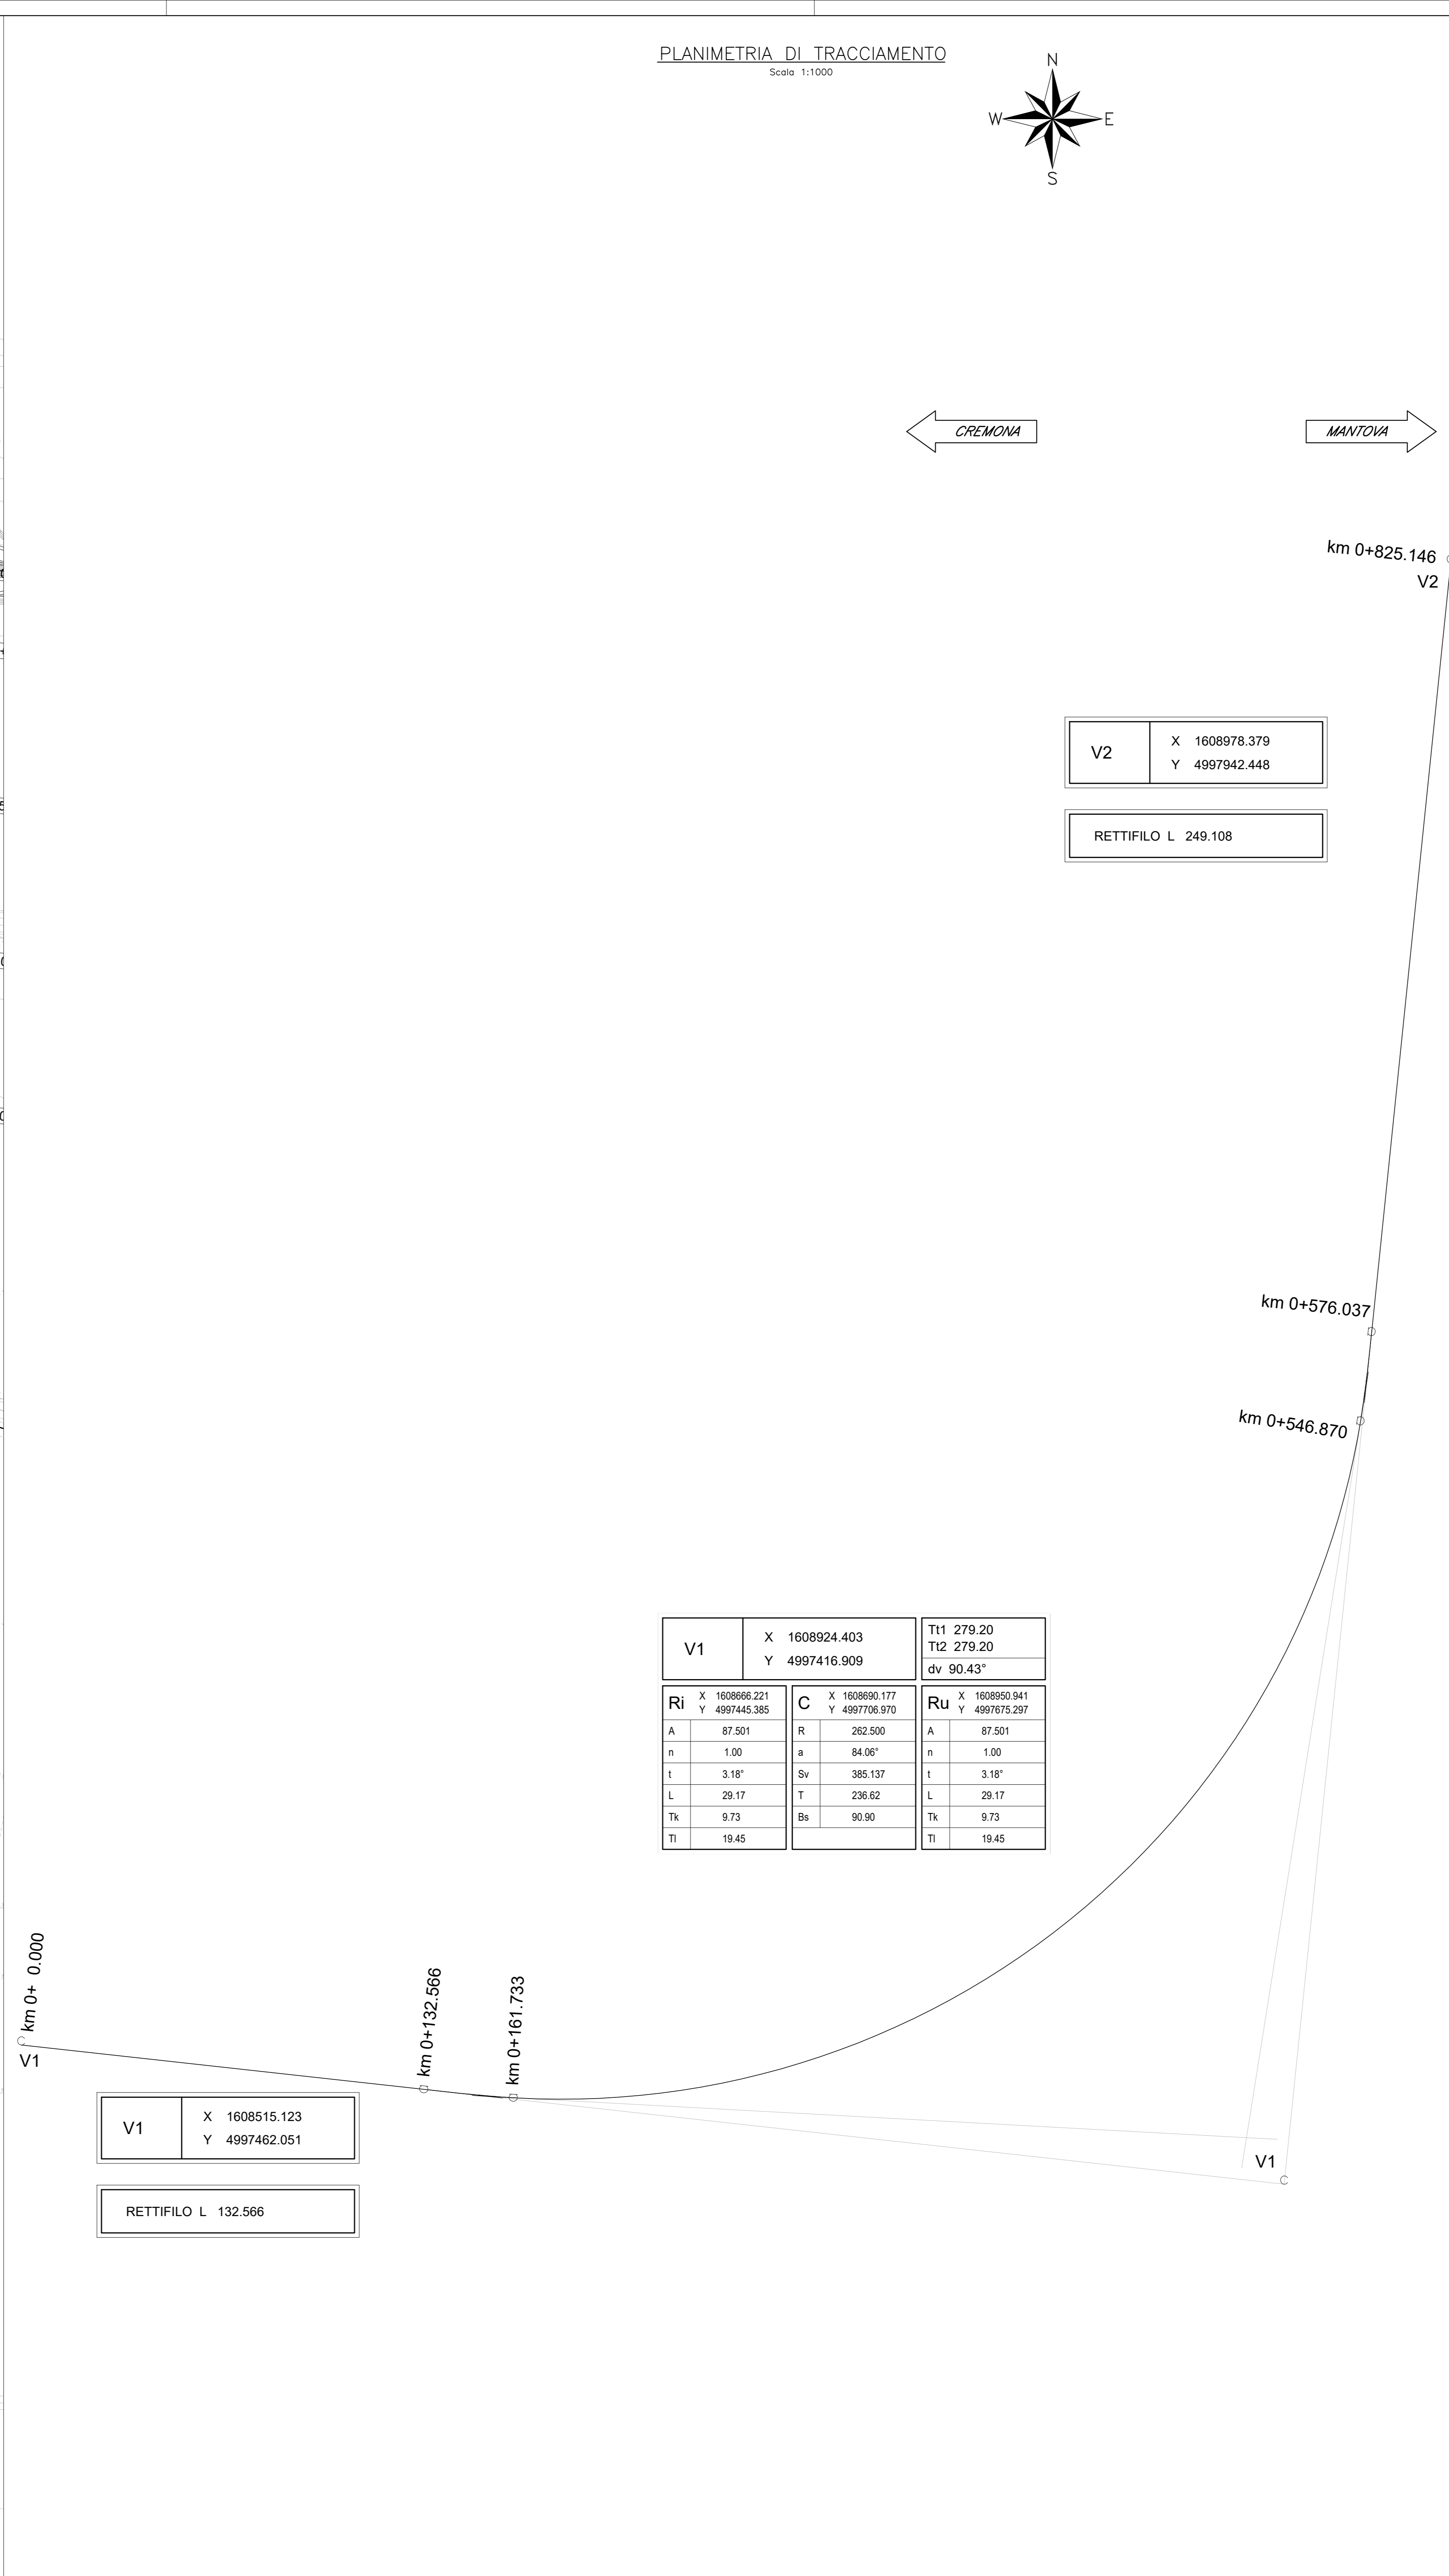 PLANIMETRIA DI TRACCIAMENTO
Scala 1:1000
N
W E
S
CREMONA
MANTOVA
km 0+825.146
V2
V2
X 1608978.379
Y 4997942.448
RETTIFILO L 249.108
km 0+576.037
km 0+546.870
V1
X 1608924.403
Y 4997416.909
Tt1 279.20
Tt2 279.20
dv 90.43°
Ri
X 1608666.221
Y 4997445.385
A 87.501
n 1.00
t 3.18°
L 29.17
Tk 9.73
Tl 19.45
C
X 1608690.177
Y 4997706.970
R 262.500
a 84.06°
Sv 385.137
T 236.62
Bs 90.90
Ru
X 1608950.941
Y 4997675.297
A 87.501
n 1.00
t 3.18°
L 29.17
Tk 9.73
Tl 19.45
km 0+ 0.000
V1
km 0+132.566
km 0+161.733
V1
X 1608515.123
Y 4997462.051
RETTIFILO L 132.566
V1